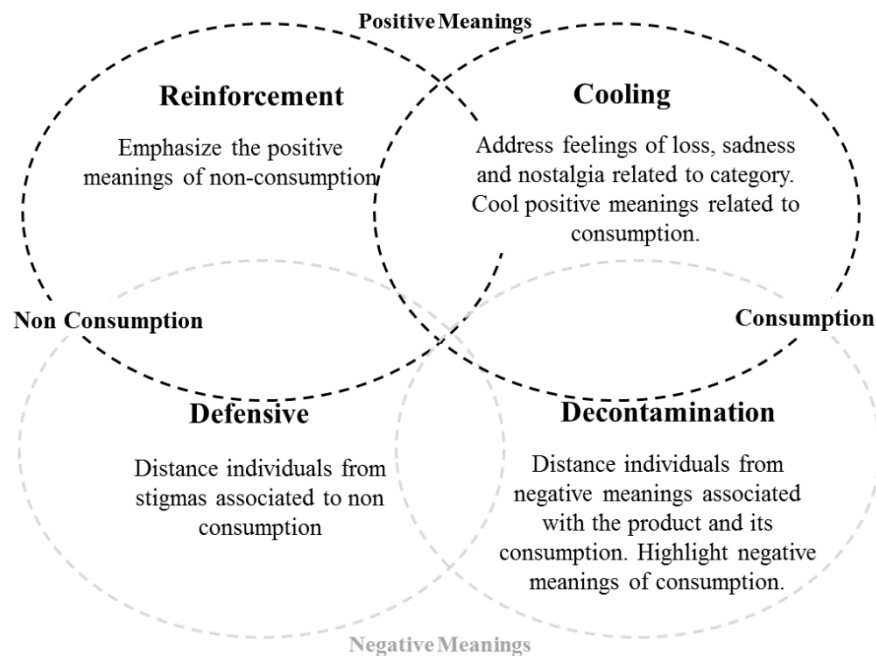 Positive Meanings
Reinforcement
Emphasize the positive
meanings of non-consumption
Cooling
Address feelings of loss, sadness
and nostalgia related to category.
Cool positive meanings related to
consumption.
Non Consumption
Consumption
Defensive
Distance individuals from
stigmas associated to non
consumption
Decontamination
Distance individuals from
negative meanings associated
with the product and its
consumption. Highlight negative
meanings of consumption.
Negative Meanings